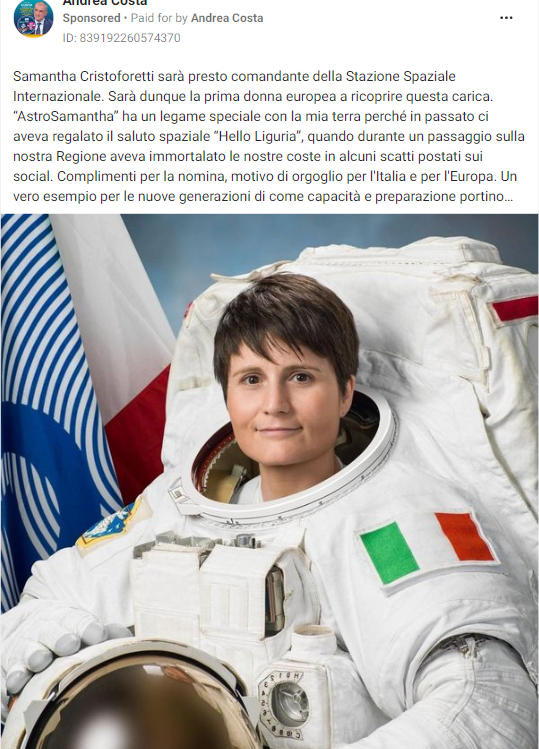 Andrea Costa
Sponsored • Paid for by Andrea Costa
ID: 839192260574370
Samantha Cristoforetti sarà presto comandante della Stazione Spaziale
Internazionale. Sarà dunque la prima donna europea a ricoprire questa carica.
“AstroSamantha” ha un legame speciale con la mia terra perché in passato ci
aveva regalato il saluto spaziale “Hello Liguria“, quando durante un passaggio sulla
nostra Regione aveva immortalato le nostre coste in alcuni scatti postati sui
social. Complimenti per la nomina, motivo di orgoglio per l'Italia e per l'Europa. Un
vero esempio per le nuove generazioni di come capacità e preparazione portino…